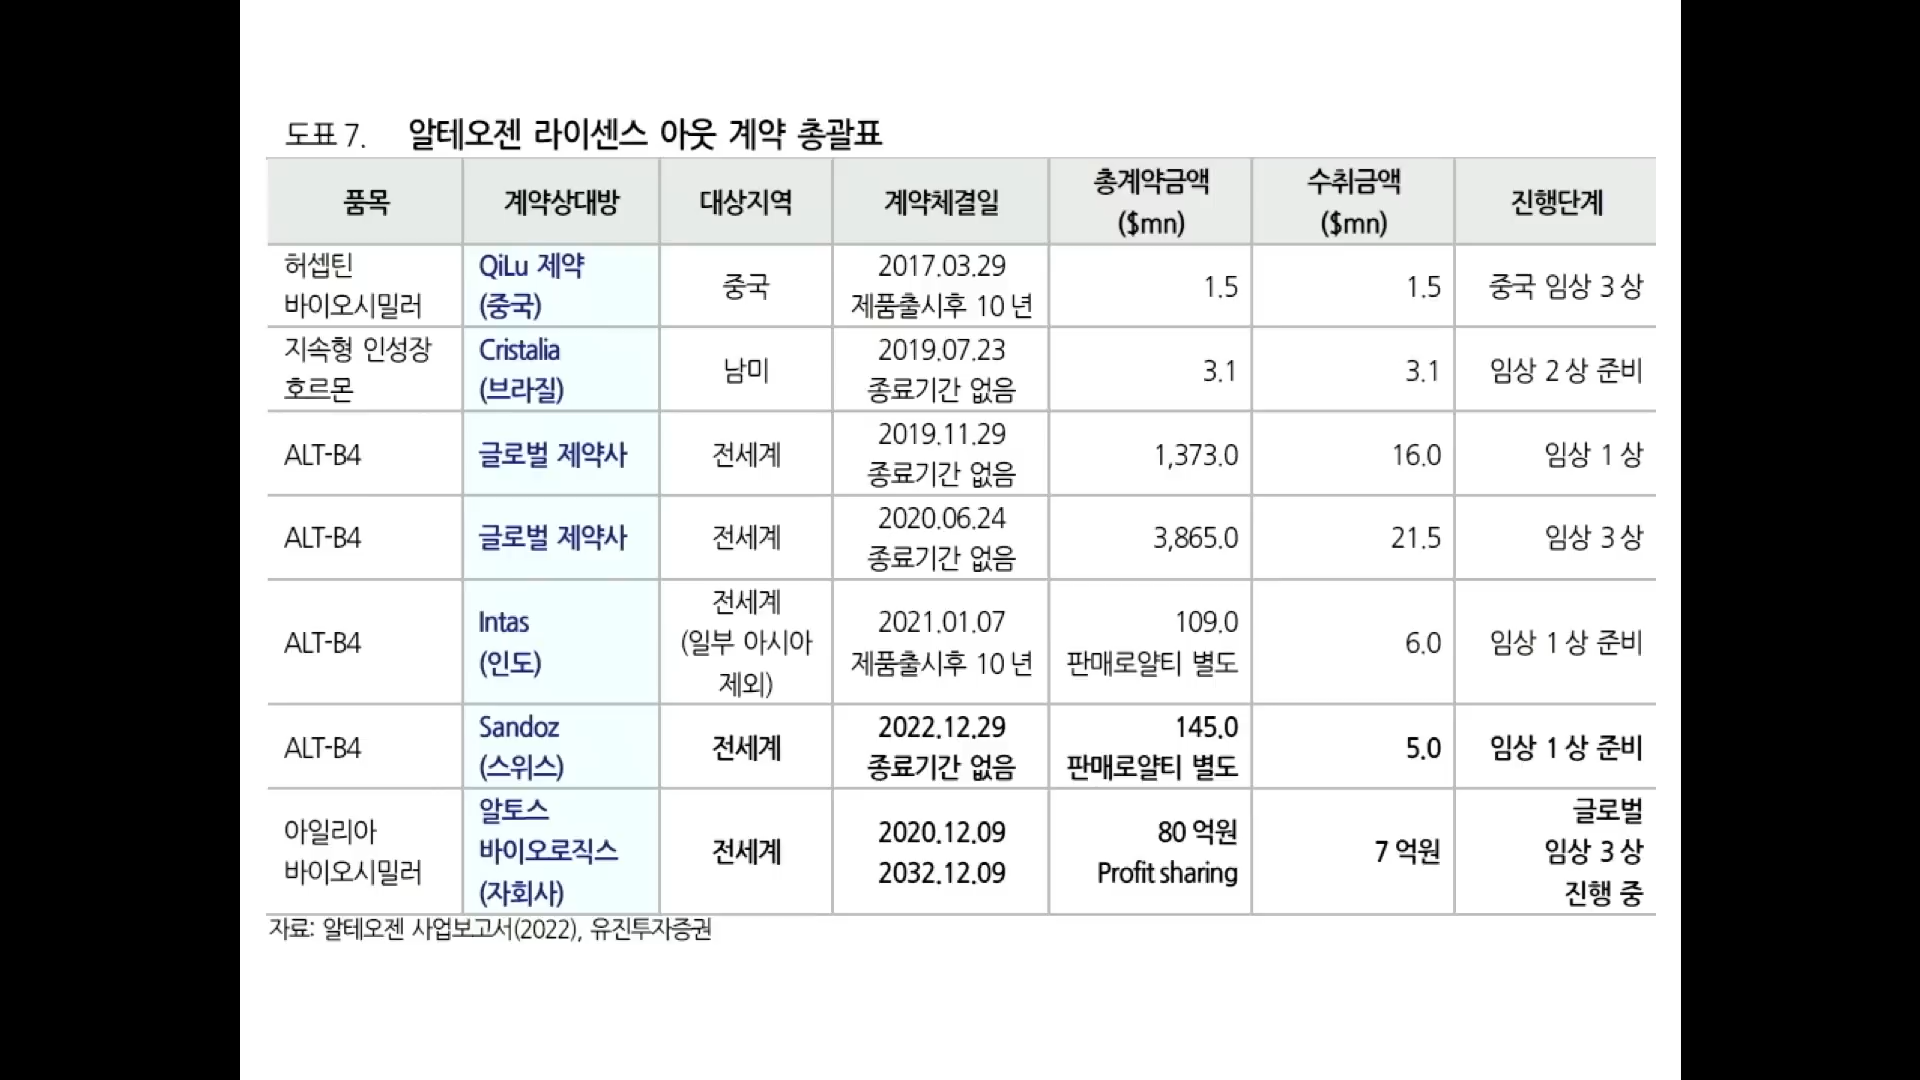 도표 7. 알테오젠 라이센스 아웃 계약 총괄표
품목 계약상대방 대상지역 계약체결일 총계약금액 ($mn) 수취금액 ($mn) 진행단계
허셉틴
바이오시밀러
QiLu 제약
(중국)
중국
2017.03.29
제품출시후 10년
1.5
1.5
중국 임상 3상
지속형 인성장
호르몬
Cristalia
(브라질)
남미
2019.07.23
종료기간 없음
3.1
3.1
임상 2상 준비
ALT-B4
글로벌 제약사
전세계
2019.11.29
종료기간 없음
1,373.0
16.0
임상 1상
ALT-B4
글로벌 제약사
전세계
2020.06.24
종료기간 없음
3,865.0
21.5
임상 3상
ALT-B4
Intas
(인도)
전세계
(일부 아시아
제외)
2021.01.07
제품출시후 10년
109.0
판매로얄티 별도
6.0
임상 1상 준비
ALT-B4
Sandoz
(스위스)
전세계
2022.12.29
종료기간 없음
145.0
판매로얄티 별도
5.0
임상 1상 준비
아일리아
바이오시밀러
알토스
바이오로직스
(자회사)
전세계
2020.12.09
2032.12.09
80억원
Profit sharing
7억원
글로벌
임상 3상
진행 중
자료: 알테오젠 사업보고서(2022), 유진투자증권